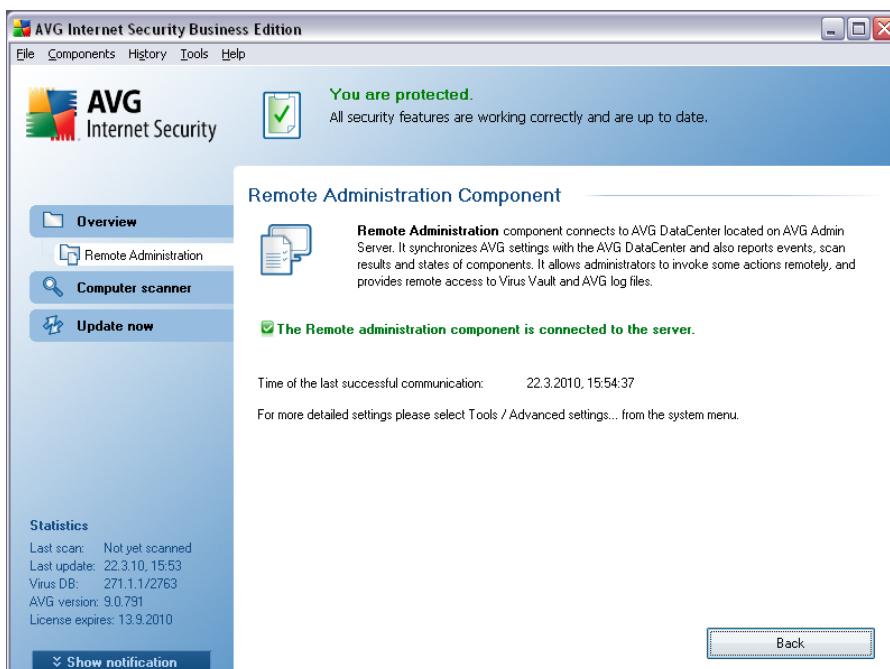 AVG Internet Security Business Edition
File Components History Tools Help
AVG
Internet Security
You are protected.
All security features are working correctly and are up to date.
Overview
Remote Administration
Computer scanner
Update now
Remote Administration Component
Remote Administration component connects to AVG DataCenter located on AVG Admin
Server. It synchronizes AVG settings with the AVG DataCenter and also reports events, scan
results and states of components. It allows administrators to invoke some actions remotely, and
provides remote access to Virus Vault and AVG log files.
The Remote administration component is connected to the server.
Time of the last successful communication: 22.3.2010, 15:54:37
For more detailed settings please select Tools / Advanced settings... from the system menu.
Statistics
Last scan: Not yet scanned
Last update: 22.3.10, 15:53
Virus DB: 271.1.1/2763
AVG version: 9.0.791
License expires: 13.9.2010
Show notification
Back